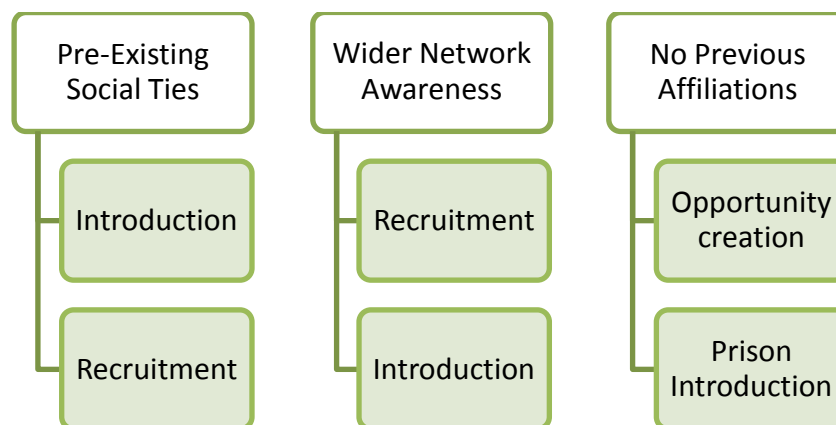 Pre-Existing
Social Ties
Introduction
Recruitment
Wider Network
Awareness
Recruitment
Introduction
No Previous
Affiliations
Opportunity
creation
Prison
Introduction